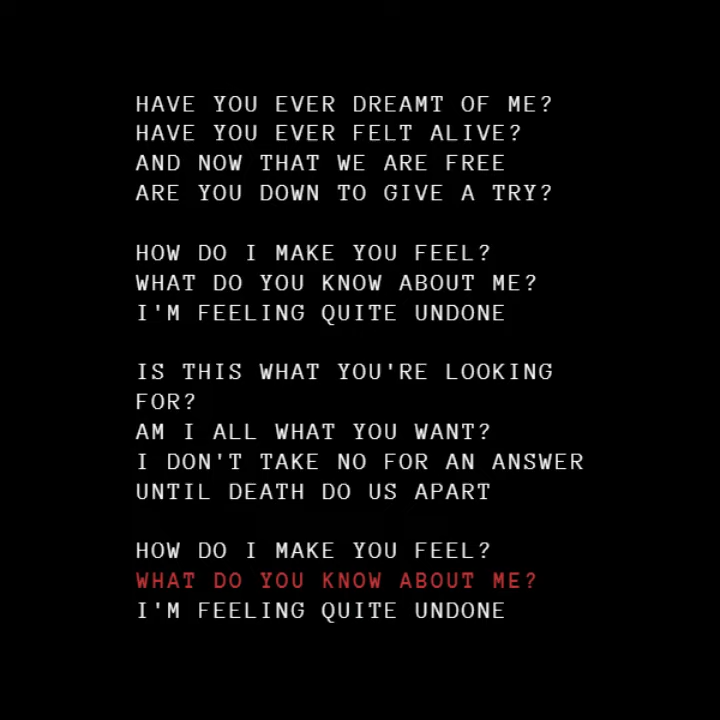 HAVE YOU EVER DREAMT OF ME?
HAVE YOU EVER FELT ALIVE?
AND NOW THAT WE ARE FREE
ARE YOU DOWN TO GIVE A TRY?
HOW DO I MAKE YOU FEEL?
WHAT DO YOU KNOW ABOUT ME?
I'M FEELING QUITE UNDONE
IS THIS WHAT YOU'RE LOOKING
FOR?
AM I ALL WHAT YOU WANT?
I DON'T TAKE NO FOR AN ANSWER
UNTIL DEATH DO US APART
HOW DO I MAKE YOU FEEL?
WHAT DO YOU KNOW ABOUT ME?
I'M FEELING QUITE UNDONE